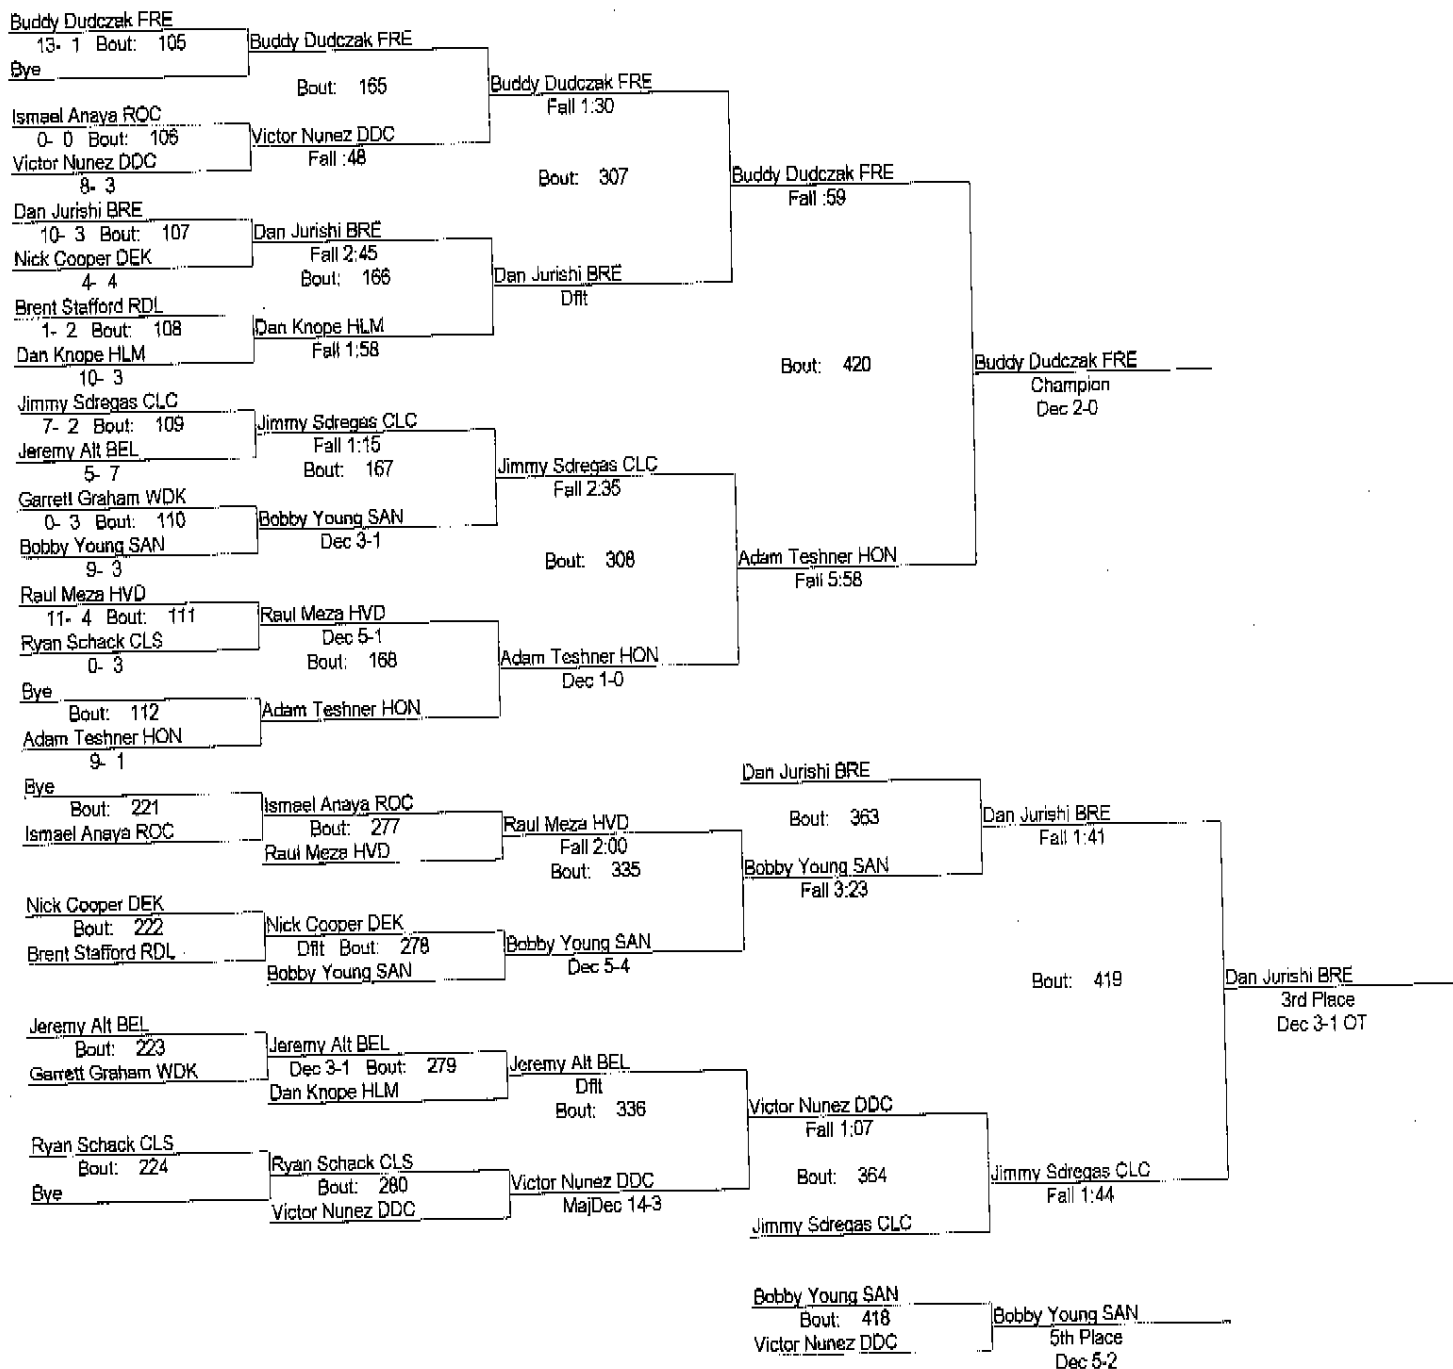 Buddy Dudczak FRE
13- 1 Bout: 105
Bye
Buddy Dudczak FRE
Bout: 165
Ismael Anaya ROC
0- 0 Bout: 106
Victor Nunez DDC
8- 3
Victor Nunez DDC
Fall :48
Buddy Dudczak FRE
Fall 1:30
Bout: 307
Dan Jurishi BRE
10- 3 Bout: 107
Nick Cooper DEK
4- 4
Dan Jurishi BRE
Fall 2:45
Bout: 166
Brent Stafford RDL
1- 2 Bout: 108
Dan Knope HLM
10- 3
Dan Knope HLM
Fall 1:58
Dan Jurishi BRE
Dflt
Buddy Dudczak FRE
Fall :59
Bout: 420
Buddy Dudczak FRE
Champion
Dec 2-0
Jimmy Sdregas CLC
7- 2 Bout: 109
Jeremy Alt BEL
5- 7
Jimmy Sdregas CLC
Fall 1:15
Bout: 167
Garrett Graham WDK
0- 3 Bout: 110
Bobby Young SAN
9- 3
Bobby Young SAN
Dec 3-1
Jimmy Sdregas CLC
Fall 2:35
Bout: 308
Adam Teshner HON
Fall 5:58
Raul Meza HVD
11- 4 Bout: 111
Ryan Schack CLS
0- 3
Raul Meza HVD
Dec 5-1
Bout: 168
Bye
Bout: 112
Adam Teshner HON
9- 1
Adam Teshner HON
Adam Teshner HON
Dec 1-0
Bye
Bout: 221
Ismael Anaya ROC
Ismael Anaya ROC
Bout: 277
Raul Meza HVD
Raul Meza HVD
Fall 2:00
Bout: 335
Dan Jurishi BRE
Bout: 363
Bobby Young SAN
Fall 3:23
Dan Jurishi BRE
Fall 1:41
Nick Cooper DEK
Bout: 222
Brent Stafford RDL
Nick Cooper DEK
Dflt Bout: 278
Bobby Young SAN
Bobby Young SAN
Dec 5-4
Bout: 419
Dan Jurishi BRE
3rd Place
Dec 3-1 OT
Jeremy Alt BEL
Bout: 223
Garrett Graham WDK
Jeremy Alt BEL
Dec 3-1 Bout: 279
Dan Knope HLM
Jeremy Alt BEL
Dflt
Bout: 336
Victor Nunez DDC
Fall 1:07
Bout: 364
Jimmy Sdregas CLC
Jimmy Sdregas CLC
Fall 1:44
Ryan Schack CLS
Bout: 224
Bye
Ryan Schack CLS
Bout: 280
Victor Nunez DDC
Victor Nunez DDC
MajDec 14-3
Bobby Young SAN
Bout: 418
Victor Nunez DDC
Bobby Young SAN
5th Place
Dec 5-2